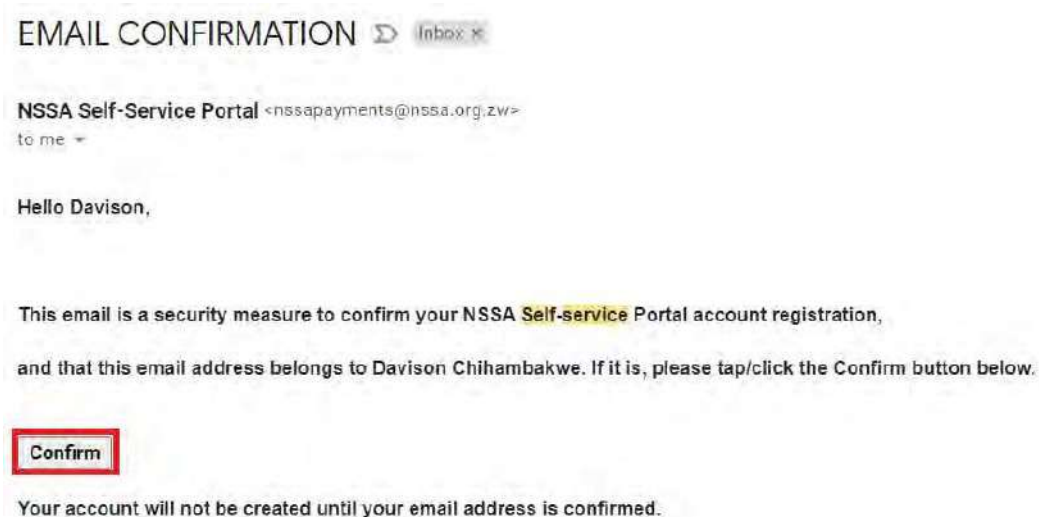 EMAIL CONFIRMATION Inbox x
NSSA Self-Service Portal <nssapayments@nssa.org.zw>
to me
Hello Davison,
This email is a security measure to confirm your NSSA Self-service Portal account registration,
and that this email address belongs to Davison Chihambakwe. If it is, please tap/click the Confirm button below.
Confirm
Your account will not be created until your email address is confirmed.